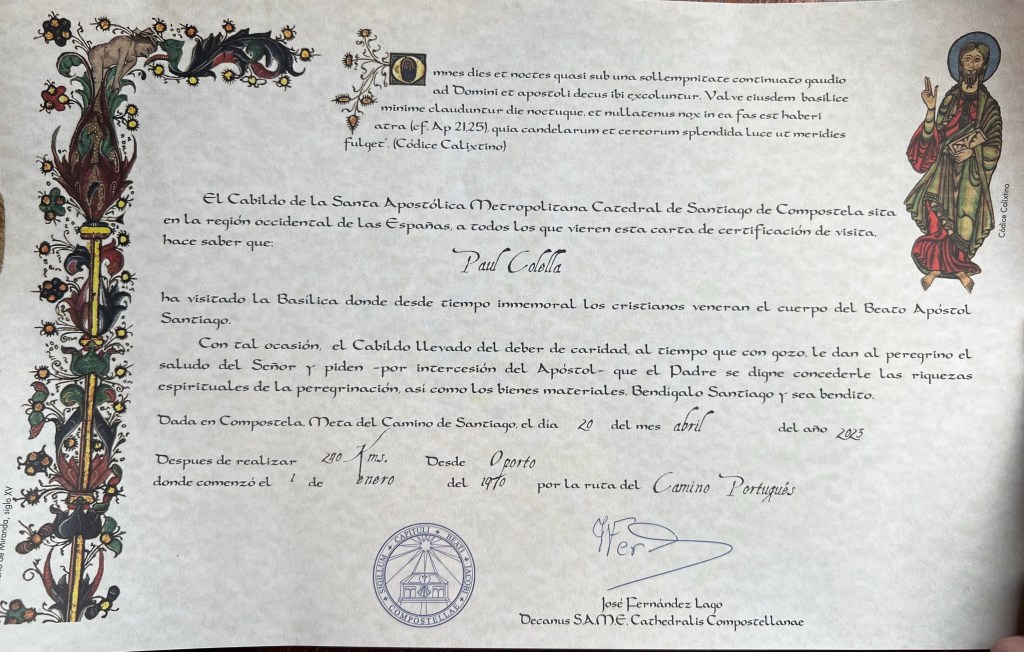 Omnes dies et noctes quasi sub una sollempnitate continuato gaudio
ad Domini et apostoli decus ibi excoluntur. Valve eiusdem basilice
minime clauduntur die noctuque, et nullatenus nox in ea fas est haberi
atra (cf. Ap 21,25), quia candelarum et cereorum splendida luce ut meridies
fulget". (Códice Calixtino)
Códice Calixtino
El Cabildo de la Santa Apostólica Metropolitana Catedral de Santiago de Compostela sita
en la región occidental de las Españas, a todos los que vieren esta carta de certificación de visita,
hace saber que:
Paul Colella
ha visitado la Basílica donde desde tiempo inmemoral los cristianos veneran el cuerpo del Beato Apóstol
Santiago.
Con tal ocasión, el Cabildo llevado del deber de caridad, al tiempo que con gozo, le dan al peregrino el
saludo del Señor y piden -por intercesión del Apóstol- que el Padre se digne concederle las riquezas
espirituales de la peregrinación, así como los bienes materiales. Bendígalo Santiago y sea bendito.
Dada en Compostela, Meta del Camino de Santiago, el día 20 del mes abril del año 2023
Despues de realizar 290 Kms. Desde Oporto
donde comenzó el 1 de enero del 1970 por la ruta del Camino Portugués
de Miranda, siglo XV
SIGILLUM CAPITULI BEATI JACOBI COMPOSTELLAE
José Fernández Lago
Decanus S.A.M.E. Cathedralis Compostellanae